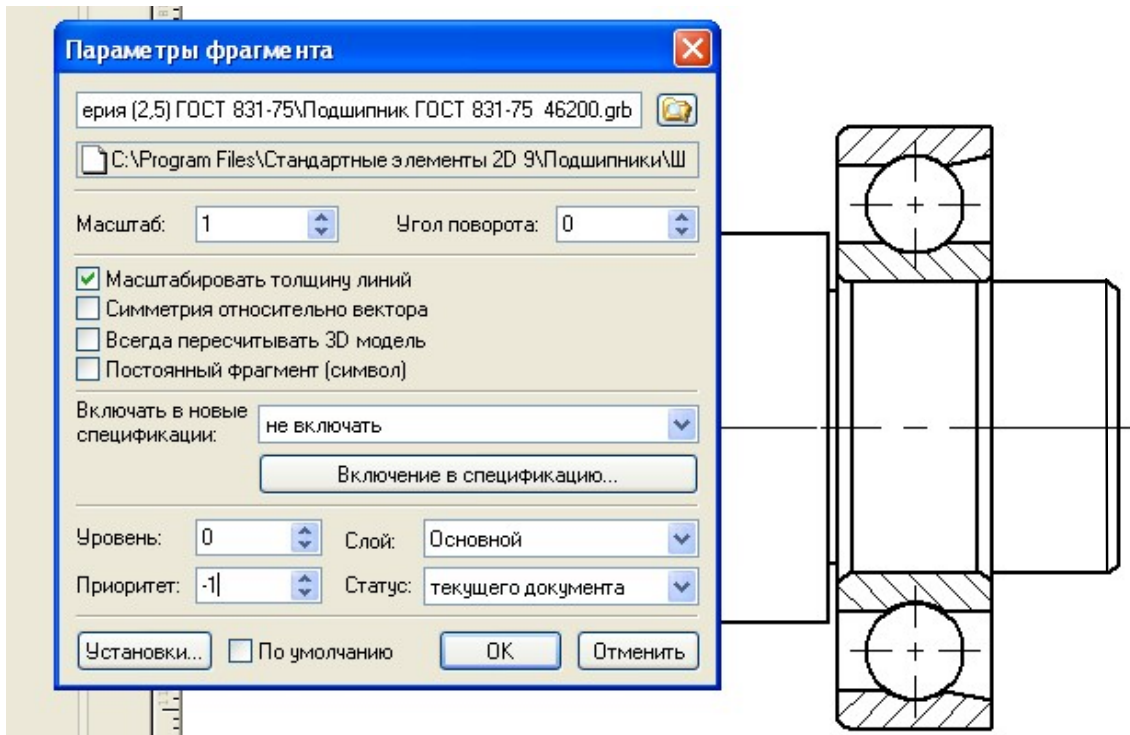 Параметры фрагмента
ерия (2,5) ГОСТ 831-75\Подшипник ГОСТ 831-75 46200.grb
C:\Program Files\Стандартные элементы 2D 9\Подшипники\Ш
Масштаб: 1 Угол поворота: 0
Масштабировать толщину линий
Симметрия относительно вектора
Всегда пересчитывать 3D модель
Постоянный фрагмент (символ)
Включать в новые
спецификации:
не включать
Включение в спецификацию...
Уровень: 0 Слой: Основной
Приоритет: -1 Статус: текущего документа
Установки... По умолчанию ОК Отменить